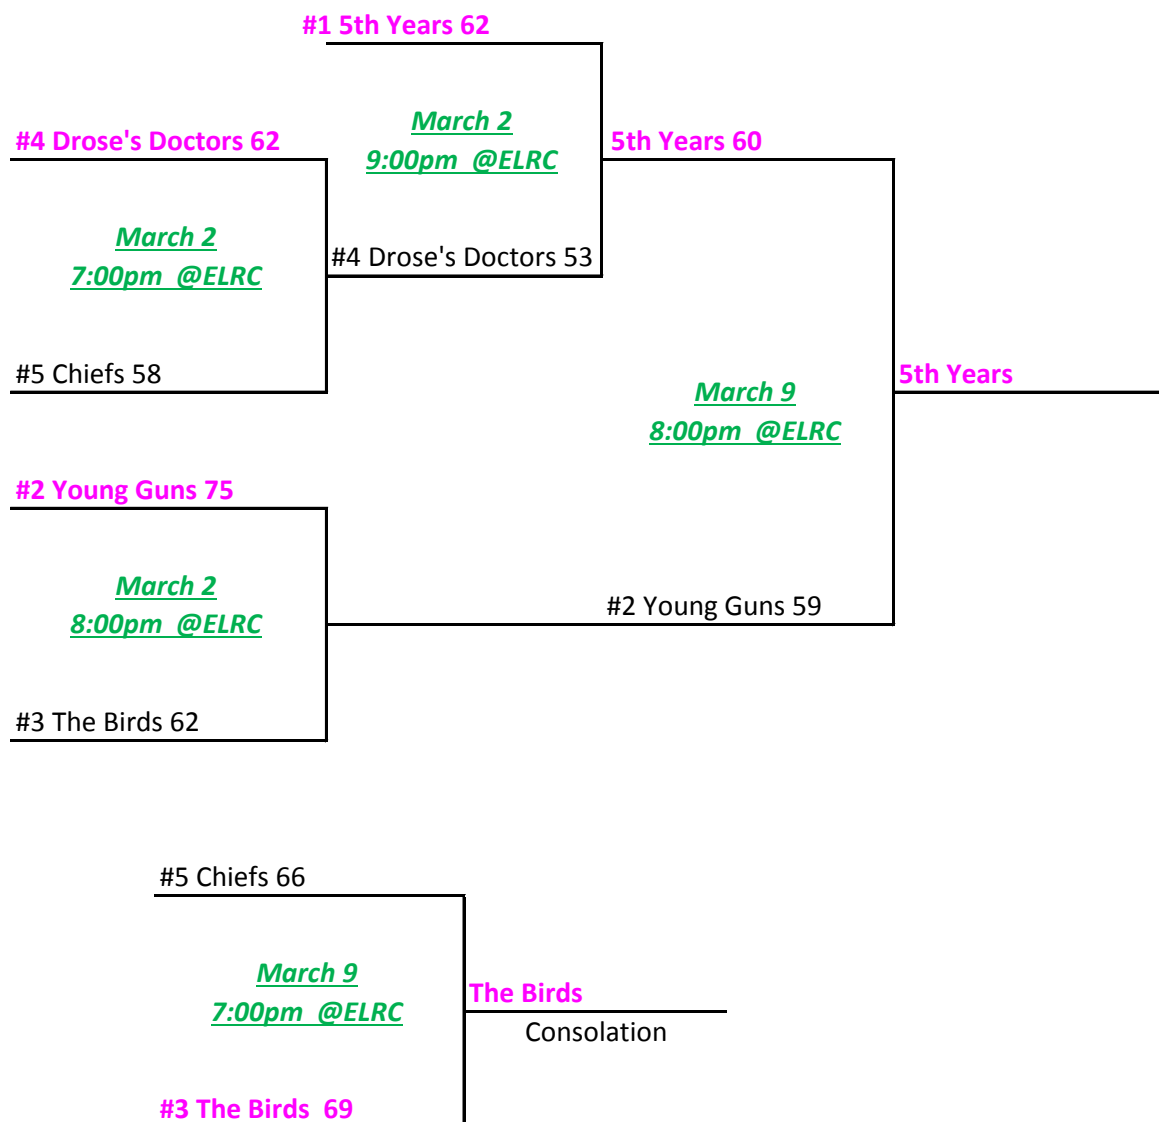 #1 5th Years 62
#4 Drose's Doctors 62
March 2
9:00pm @ELRC
5th Years 60
March 2
7:00pm @ELRC
#4 Drose's Doctors 53
#5 Chiefs 58
March 9
8:00pm @ELRC
5th Years
#2 Young Guns 75
March 2
8:00pm @ELRC
#2 Young Guns 59
#3 The Birds 62
#5 Chiefs 66
March 9
7:00pm @ELRC
The Birds
Consolation
#3 The Birds 69